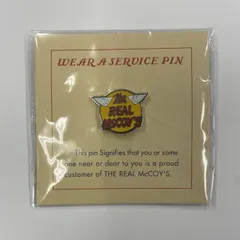 WEAR A SERVICE PIN
The
REAL
McCOY'S
This pin Signifies that you or some
one near or dear to you is a proud
customer of THE REAL McCOY'S.